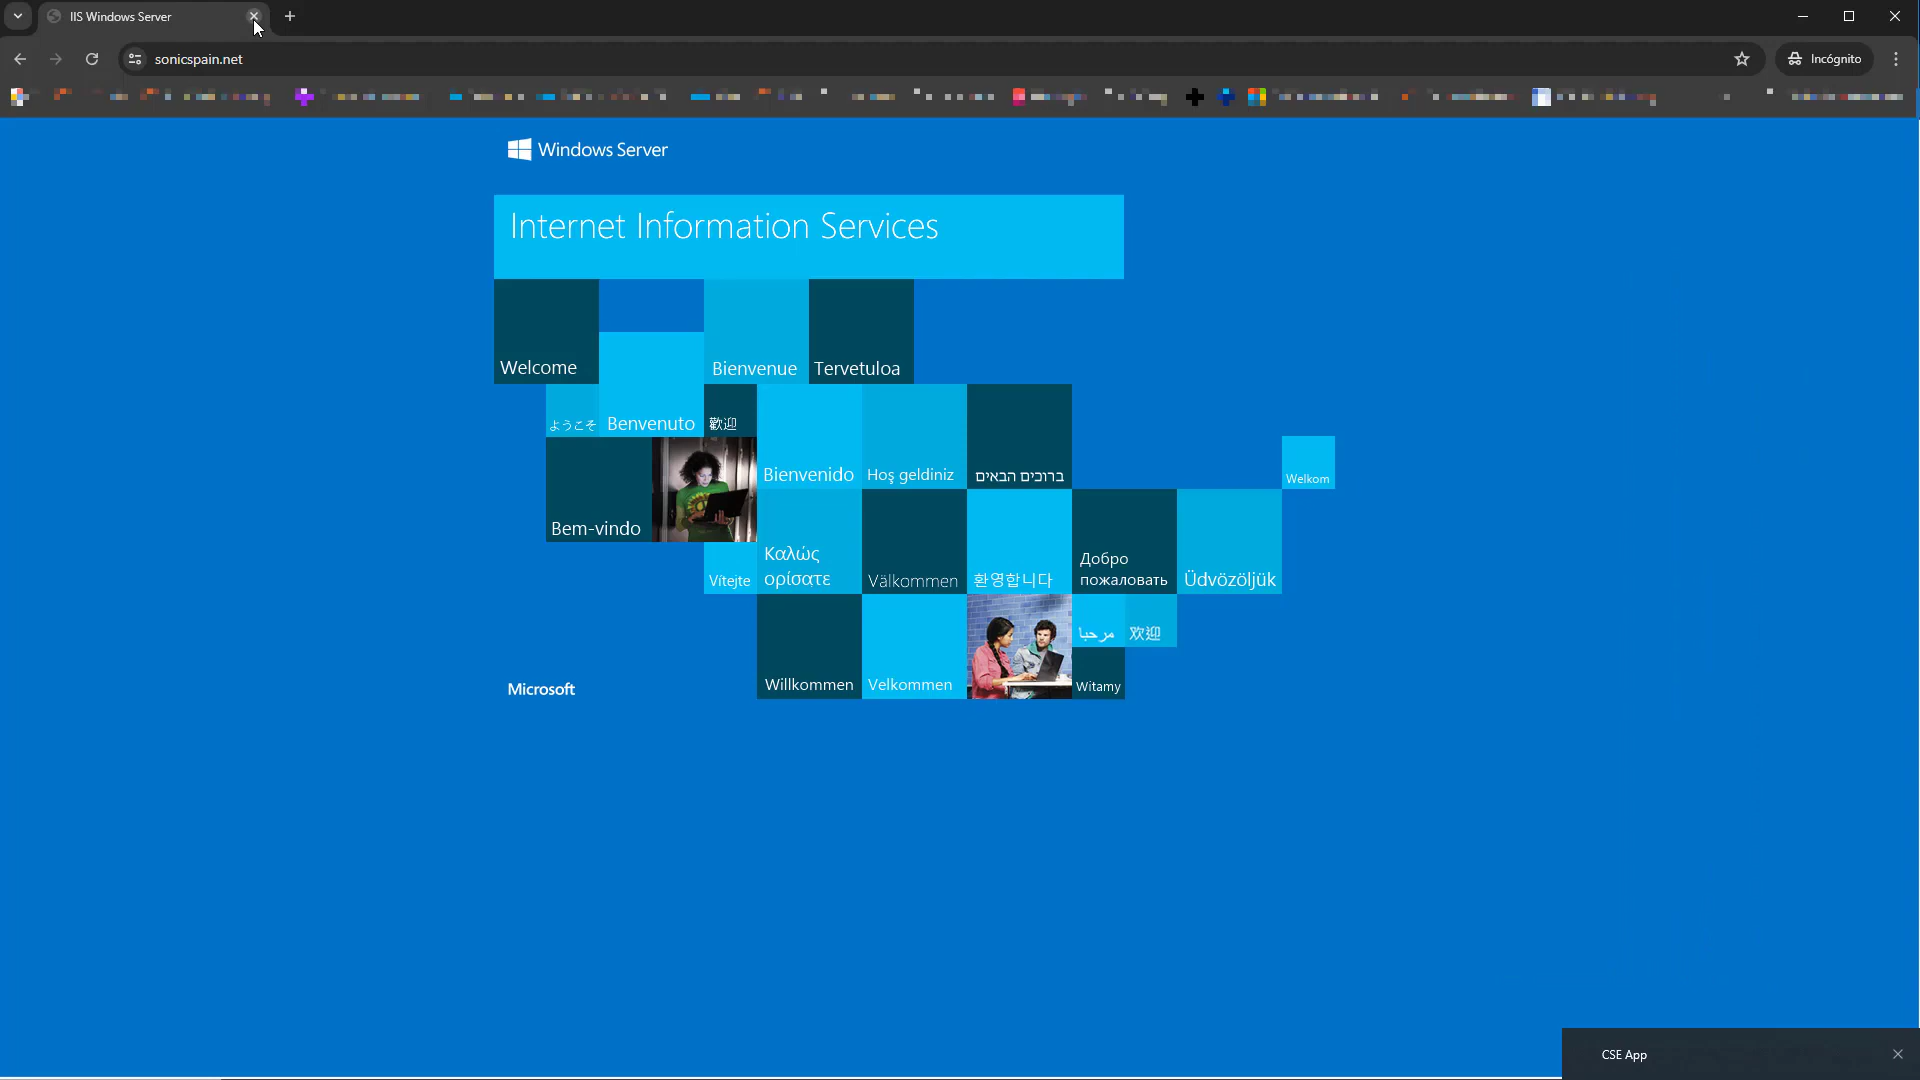 IIS Windows Server
sonicspain.net
Incógnito
Windows Server
Internet Information Services
Welcome
Bienvenue
Tervetuloa
ようこそ
Benvenuto
歡迎
Bienvenido
Hoş geldiniz
ברוכים הבאים
Welkom
Bem-vindo
Vítejte
Καλώς
ορίσατε
Välkommen
환영합니다
Добро
пожаловать
Üdvözöljük
مرحبا
欢迎
Microsoft
Willkommen
Velkommen
Witamy
CSE App